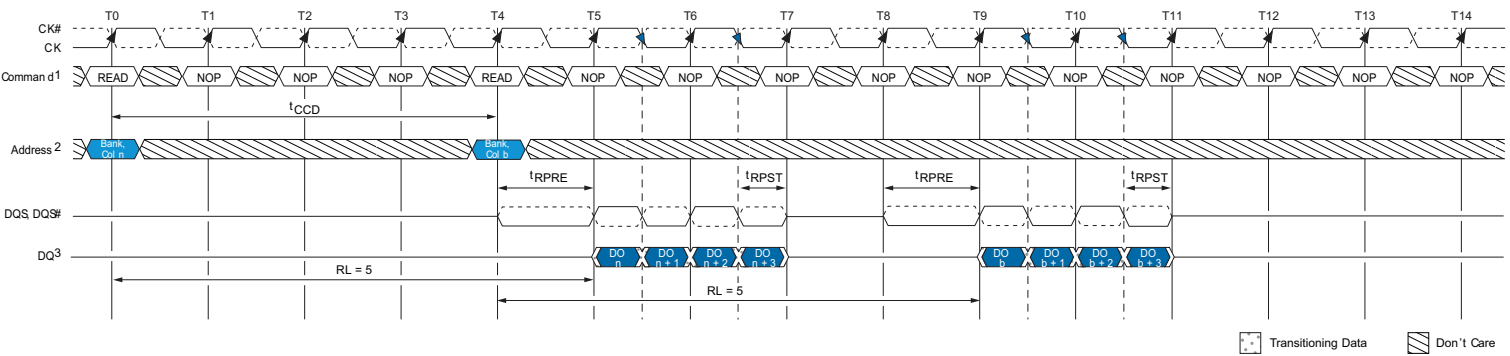 T0 T1 T2 T3 T4 T5 T6 T7 T8 T9 T10 T11 T12 T13 T14
CK#
CK
Command1 READ NOP NOP NOP READ NOP NOP NOP NOP NOP NOP NOP NOP NOP NOP
tCCD
Address2 Bank, Col n Bank, Col b
tRPRE tRPST tRPRE tRPST
DQS, DQS#
DQ3 DO n DO n + 1 DO n + 2 DO n + 3 DO b DO b + 1 DO b + 2 DO b + 3
RL = 5
RL = 5
Transitioning Data Don't Care